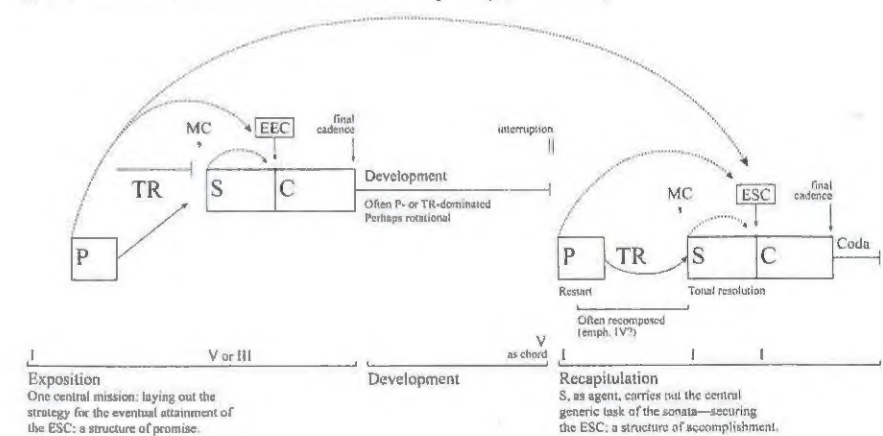 MC
,
EEC
final
cadence
interruption
TR
S
C
Development
Often P- or TR-dominated
Perhaps rotational
P
MC
,
ESC
final
cadence
P
TR
S
C
Coda
Restart
Tonal resolution
Often recomposed
(emph. IV?)
I
V or III
V
as chord
I
I
I
Exposition
One central mission: laying out the
strategy for the eventual attainment of
the ESC: a structure of promise.
Development
Recapitulation
S, as agent, carries out the central
generic task of the sonata—securing
the ESC; a structure of accomplishment.